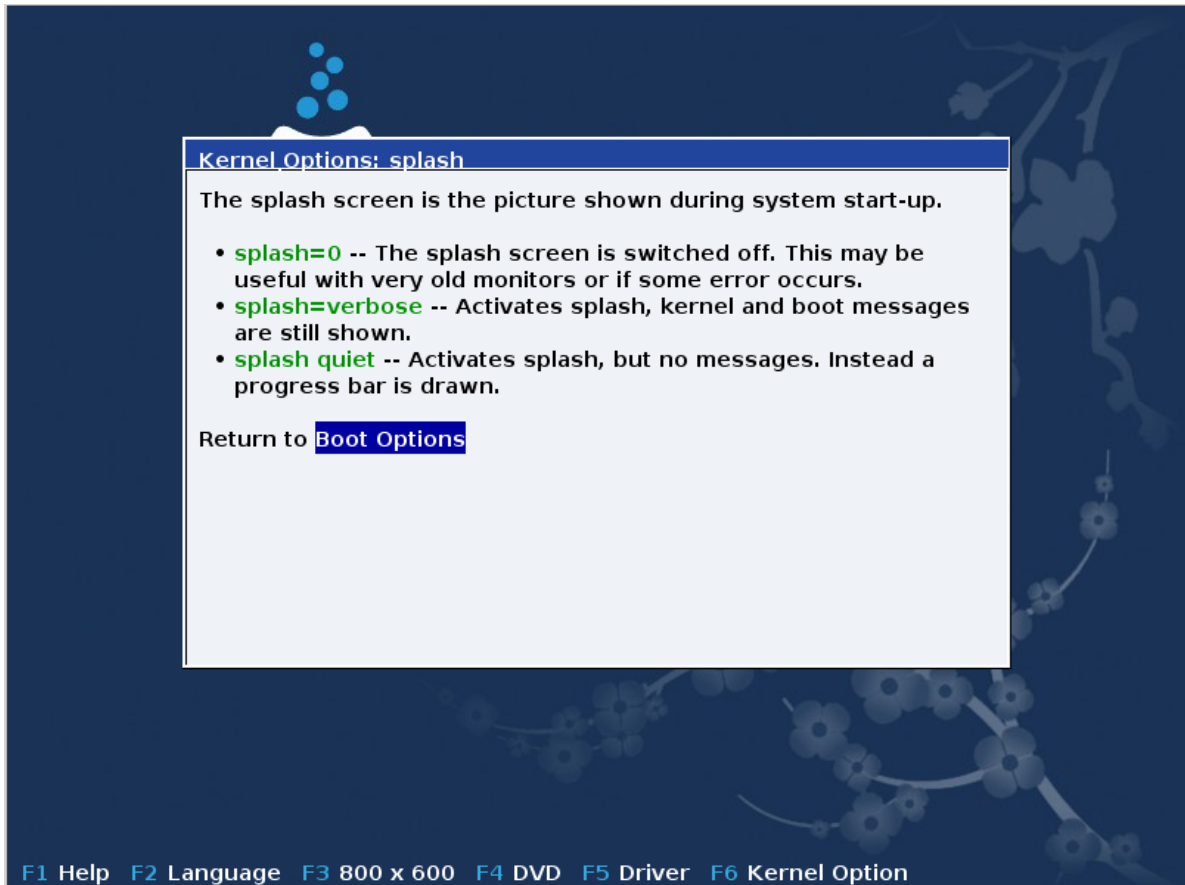 Kernel Options: splash
The splash screen is the picture shown during system start-up.
• splash=0 -- The splash screen is switched off. This may be
useful with very old monitors or if some error occurs.
• splash=verbose -- Activates splash, kernel and boot messages
are still shown.
• splash quiet -- Activates splash, but no messages. Instead a
progress bar is drawn.
Return to Boot Options
F1 Help F2 Language F3 800 x 600 F4 DVD F5 Driver F6 Kernel Option